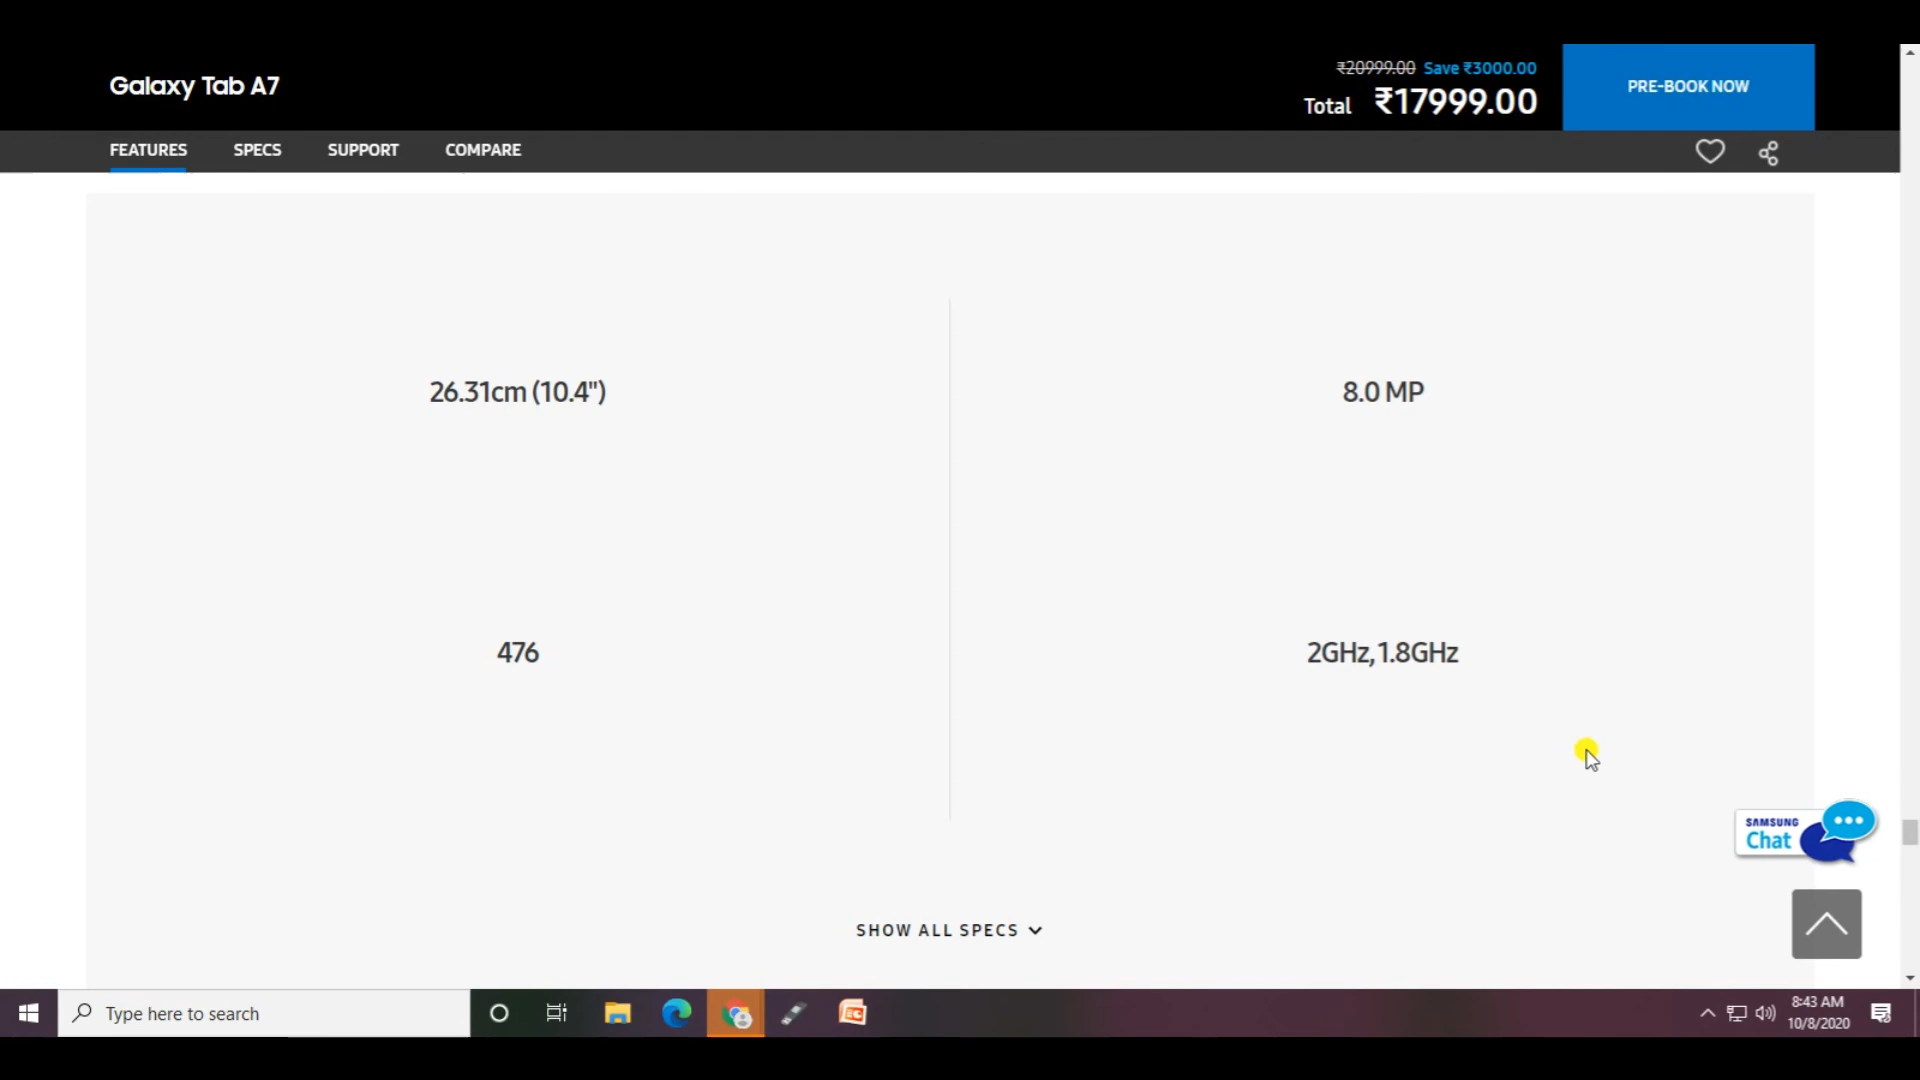 Galaxy Tab A7
₹20999.00 Save ₹3000.00
Total ₹17999.00
PRE-BOOK NOW
FEATURES SPECS SUPPORT COMPARE
26.31cm (10.4")
8.0 MP
476
2GHz,1.8GHz
SAMSUNG
Chat
SHOW ALL SPECS
Type here to search
8:43 AM
10/8/2020